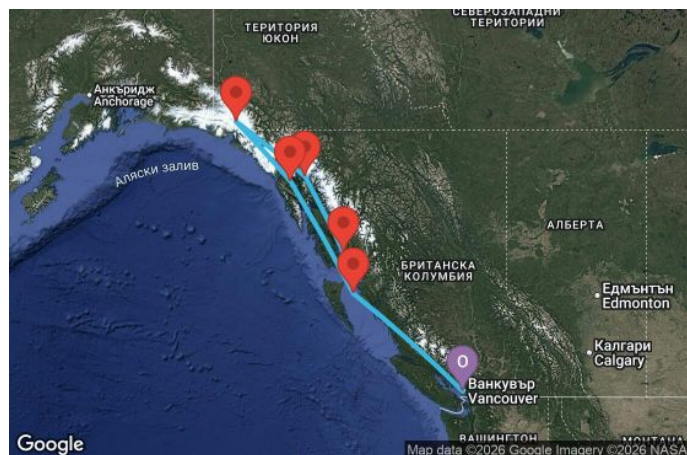 СЕВЕРОЗАПАДНИ
ТЕРИТОРИИ
ТЕРИТОРИЯ
ЮКОН
Анкъридж
Anchorage
Аляски залив
АЛБЕРТА
БРИТАНСКА
КОЛУМБИЯ
Едмънтън
Edmonton
Калгари
Calgary
O
Ванкувър
Vancouver
ВАШИНГТОН
МОНТАНА
Google
Map data ©2026 Google Imagery ©2026 NASA